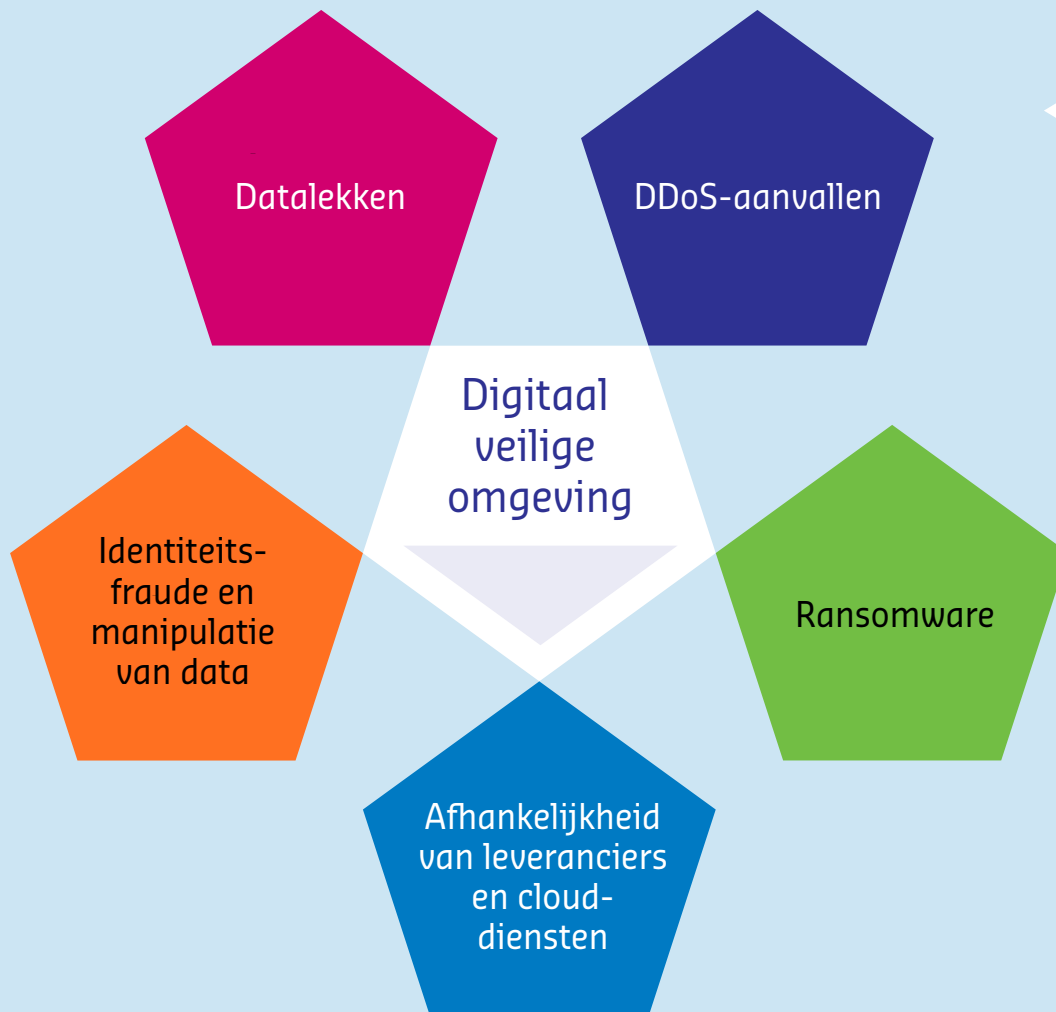 Datalekken
DDoS-aanvallen
Digitaal
veilige
omgeving
Identiteits-
fraude en
manipulatie
van data
Ransomware
Afhankelijkheid
van leveranciers
en cloud-
diensten